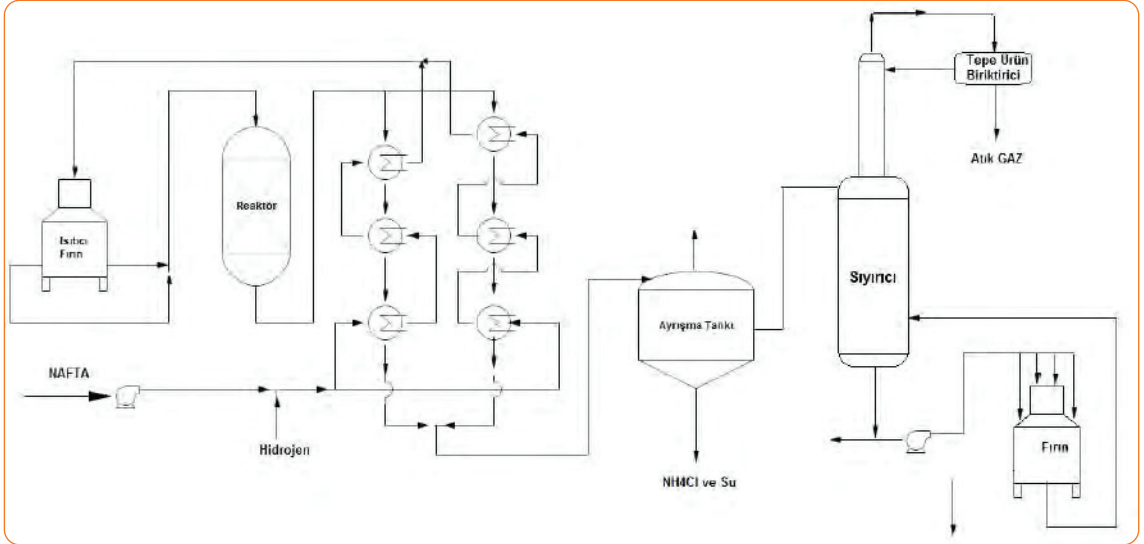 Tepe Ürün
Biriktirici
Atık GAZ
Reaktör
Isıtıcı
Fırın
Sıyırıcı
Ayrışma Tankı
NAFTA
Hidrojen
NH4Cl ve Su
Fırın